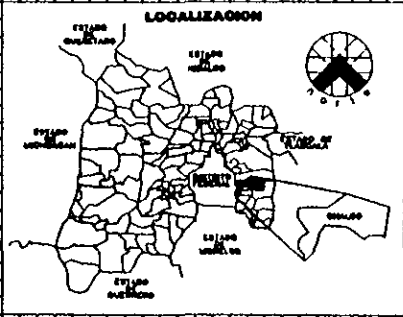 LOCALIZACION
ESTADO
DE
QUERETARO
ESTADO
DE
HIDALGO
ESTADO
DE
MICHOACAN
ESTADO DE
TLAXCALA
DISTRITO
FEDERAL
CHALCO
ESTADO
DE
MORELOS
ESTADO
DE
GUERRERO
norte